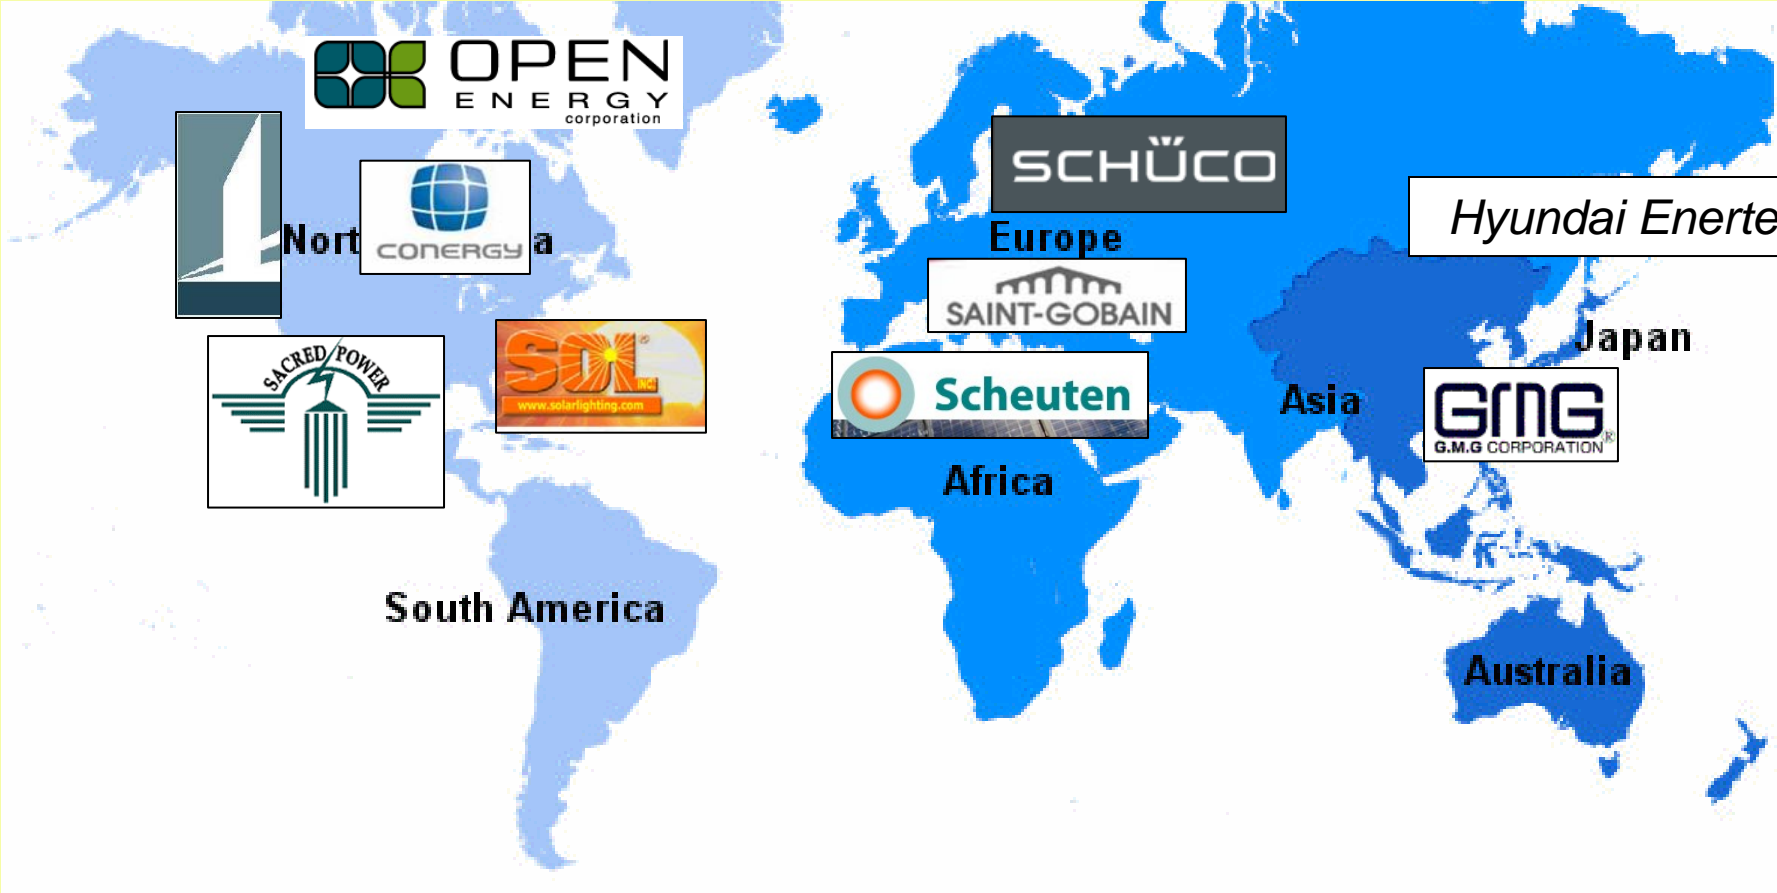 OPEN
ENERGY
corporation
CONERGY
SACRED POWER
SOL®
INC.
www.solarlighting.com
SCHÜCO
Europe
SAINT-GOBAIN
Scheuten
Africa
Hyundai Enerte
Japan
Asia
GMG
G.M.G CORPORATION®
South America
Australia